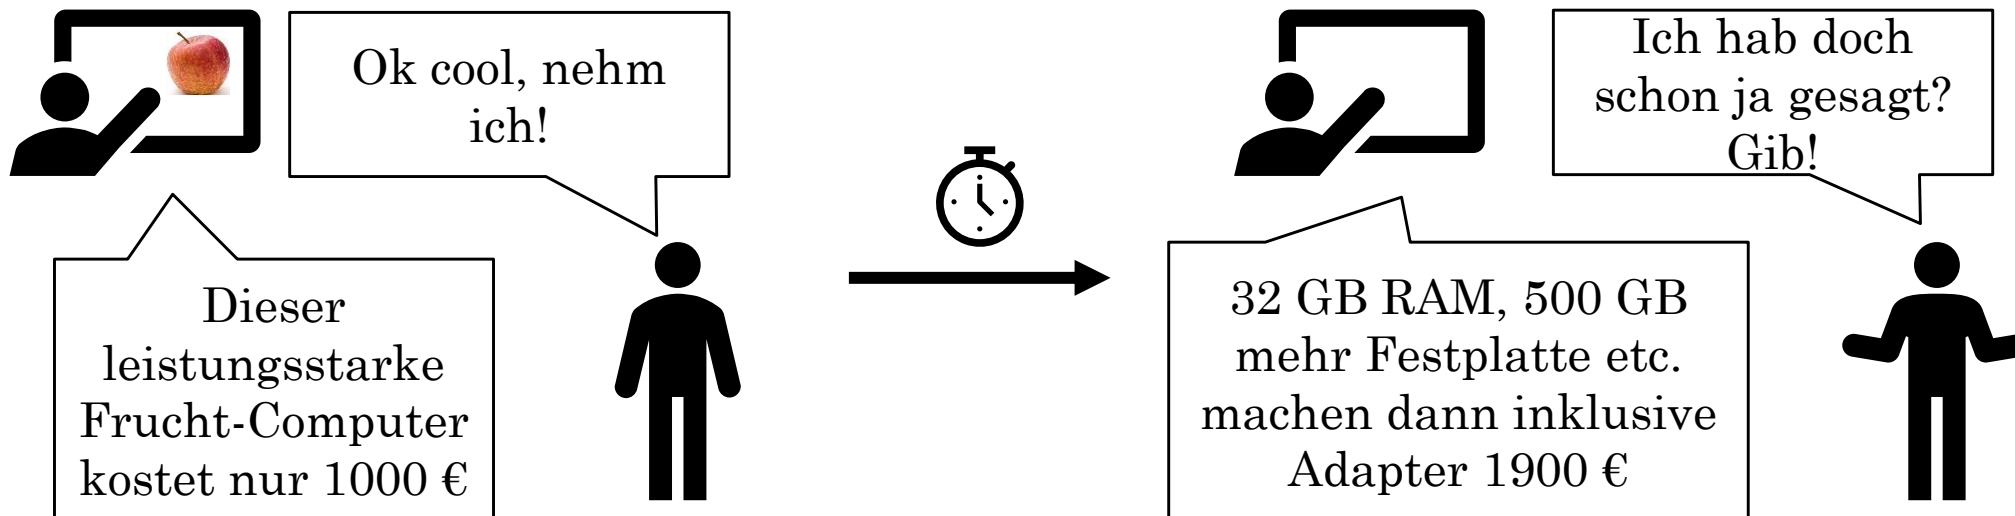 Ok cool, nehm
ich!
Dieser
leistungsstarke
Frucht-Computer
kostet nur 1000 €
Ich hab doch
schon ja gesagt?
Gib!
32 GB RAM, 500 GB
mehr Festplatte etc.
machen dann inklusive
Adapter 1900 €